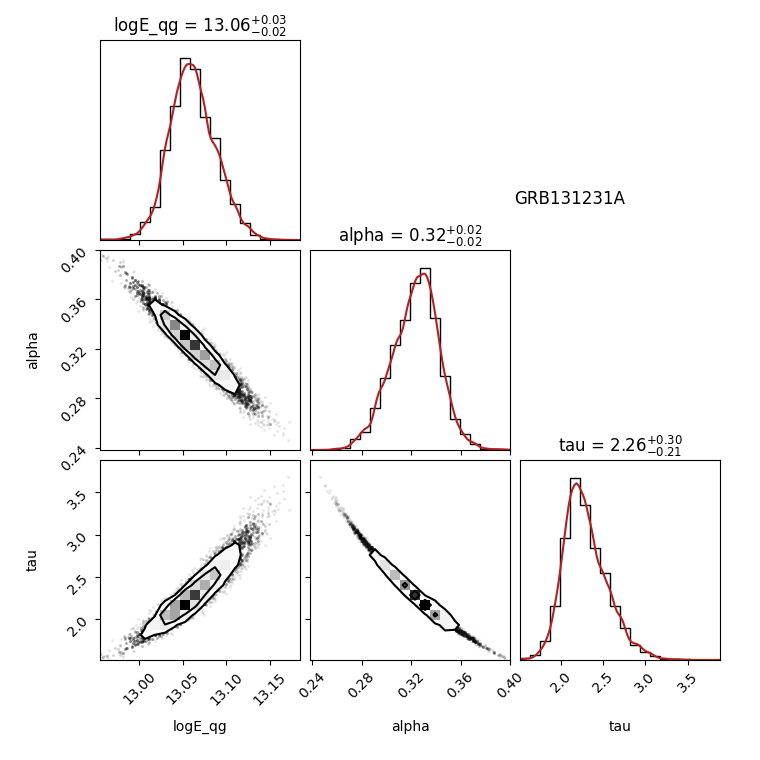 logE_qg = 13.06+0.03−0.02
GRB131231A
alpha = 0.32+0.02−0.02
0.40
0.36
0.32
0.28
0.24
alpha
tau = 2.26+0.30−0.21
3.5
3.0
2.5
2.0
tau
13.00 13.05 13.10 13.15
0.24 0.28 0.32 0.36 0.40
2.0 2.5 3.0 3.5
logE_qg alpha tau